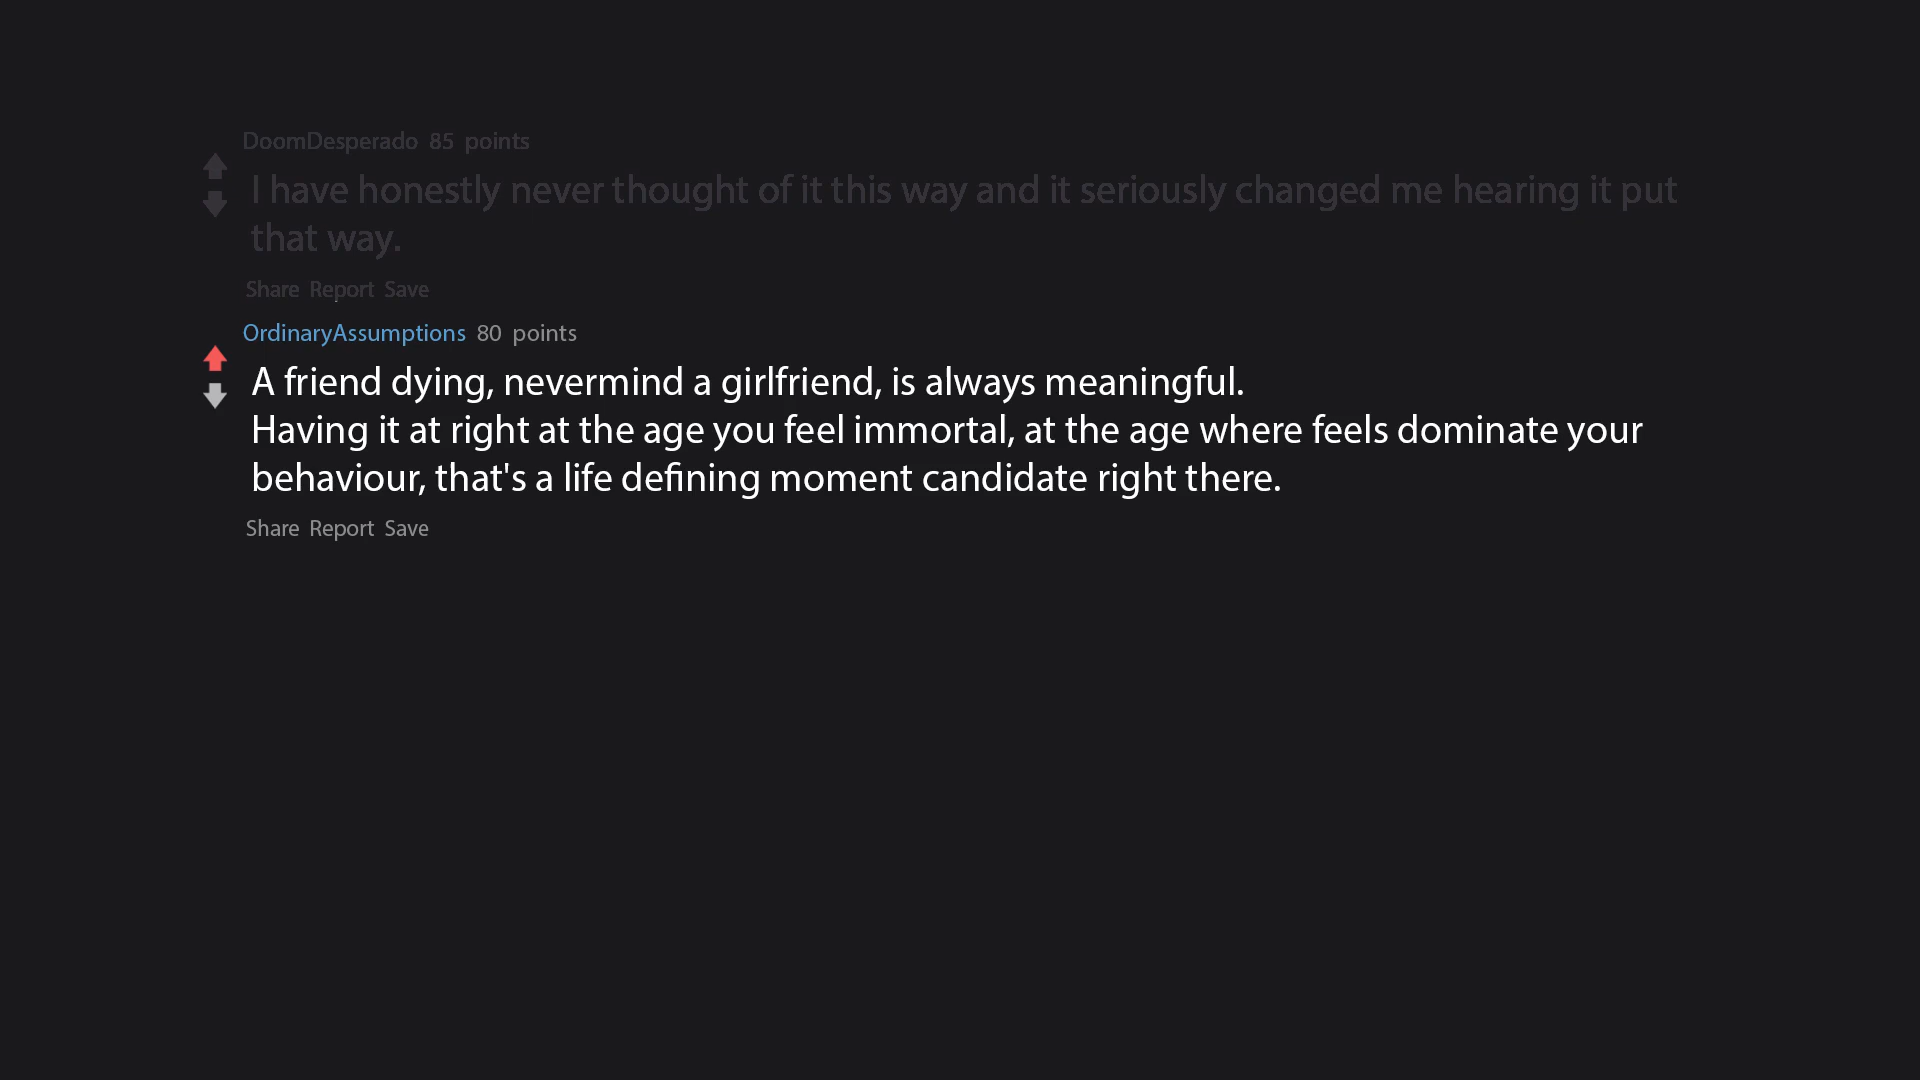 DoomDesperado 85 points
I have honestly never thought of it this way and it seriously changed me hearing it put
that way.
Share Report Save
OrdinaryAssumptions 80 points
A friend dying, nevermind a girlfriend, is always meaningful.
Having it at right at the age you feel immortal, at the age where feels dominate your
behaviour, that's a life defining moment candidate right there.
Share Report Save